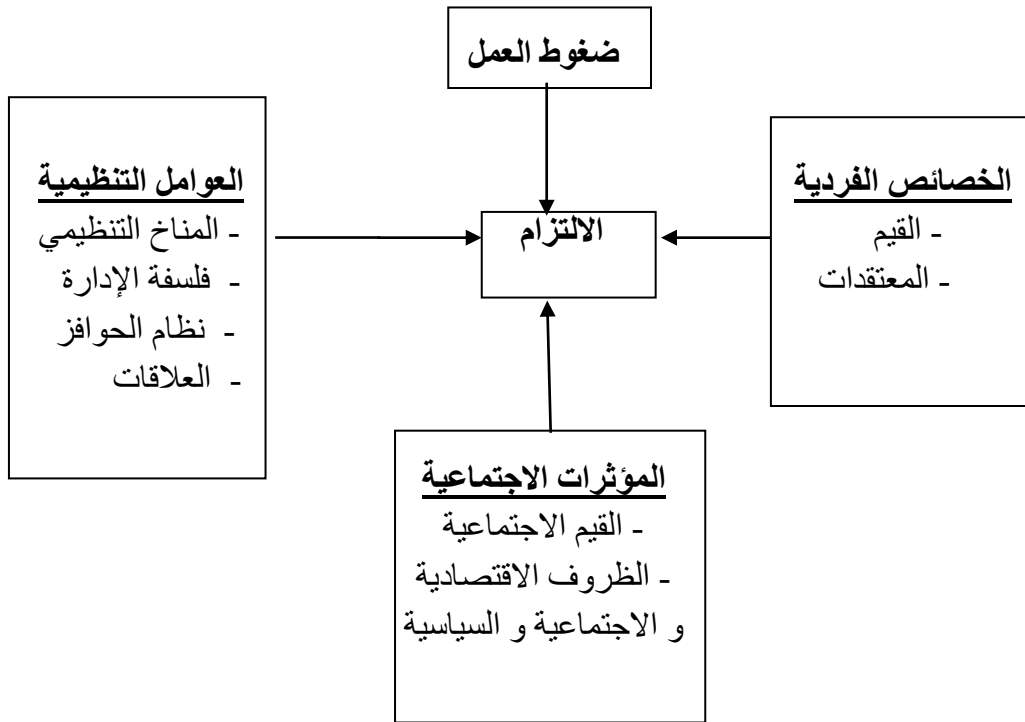 ضغوط العمل
الخصائص الفردية
- القيم
- المعتقدات
الالتزام
العوامل التنظيمية
- المناخ التنظيمي
- فلسفة الإدارة
- نظام الحوافز
- العلاقات
المؤثرات الاجتماعية
- القيم الاجتماعية
- الظروف الاقتصادية
و الاجتماعية و السياسية